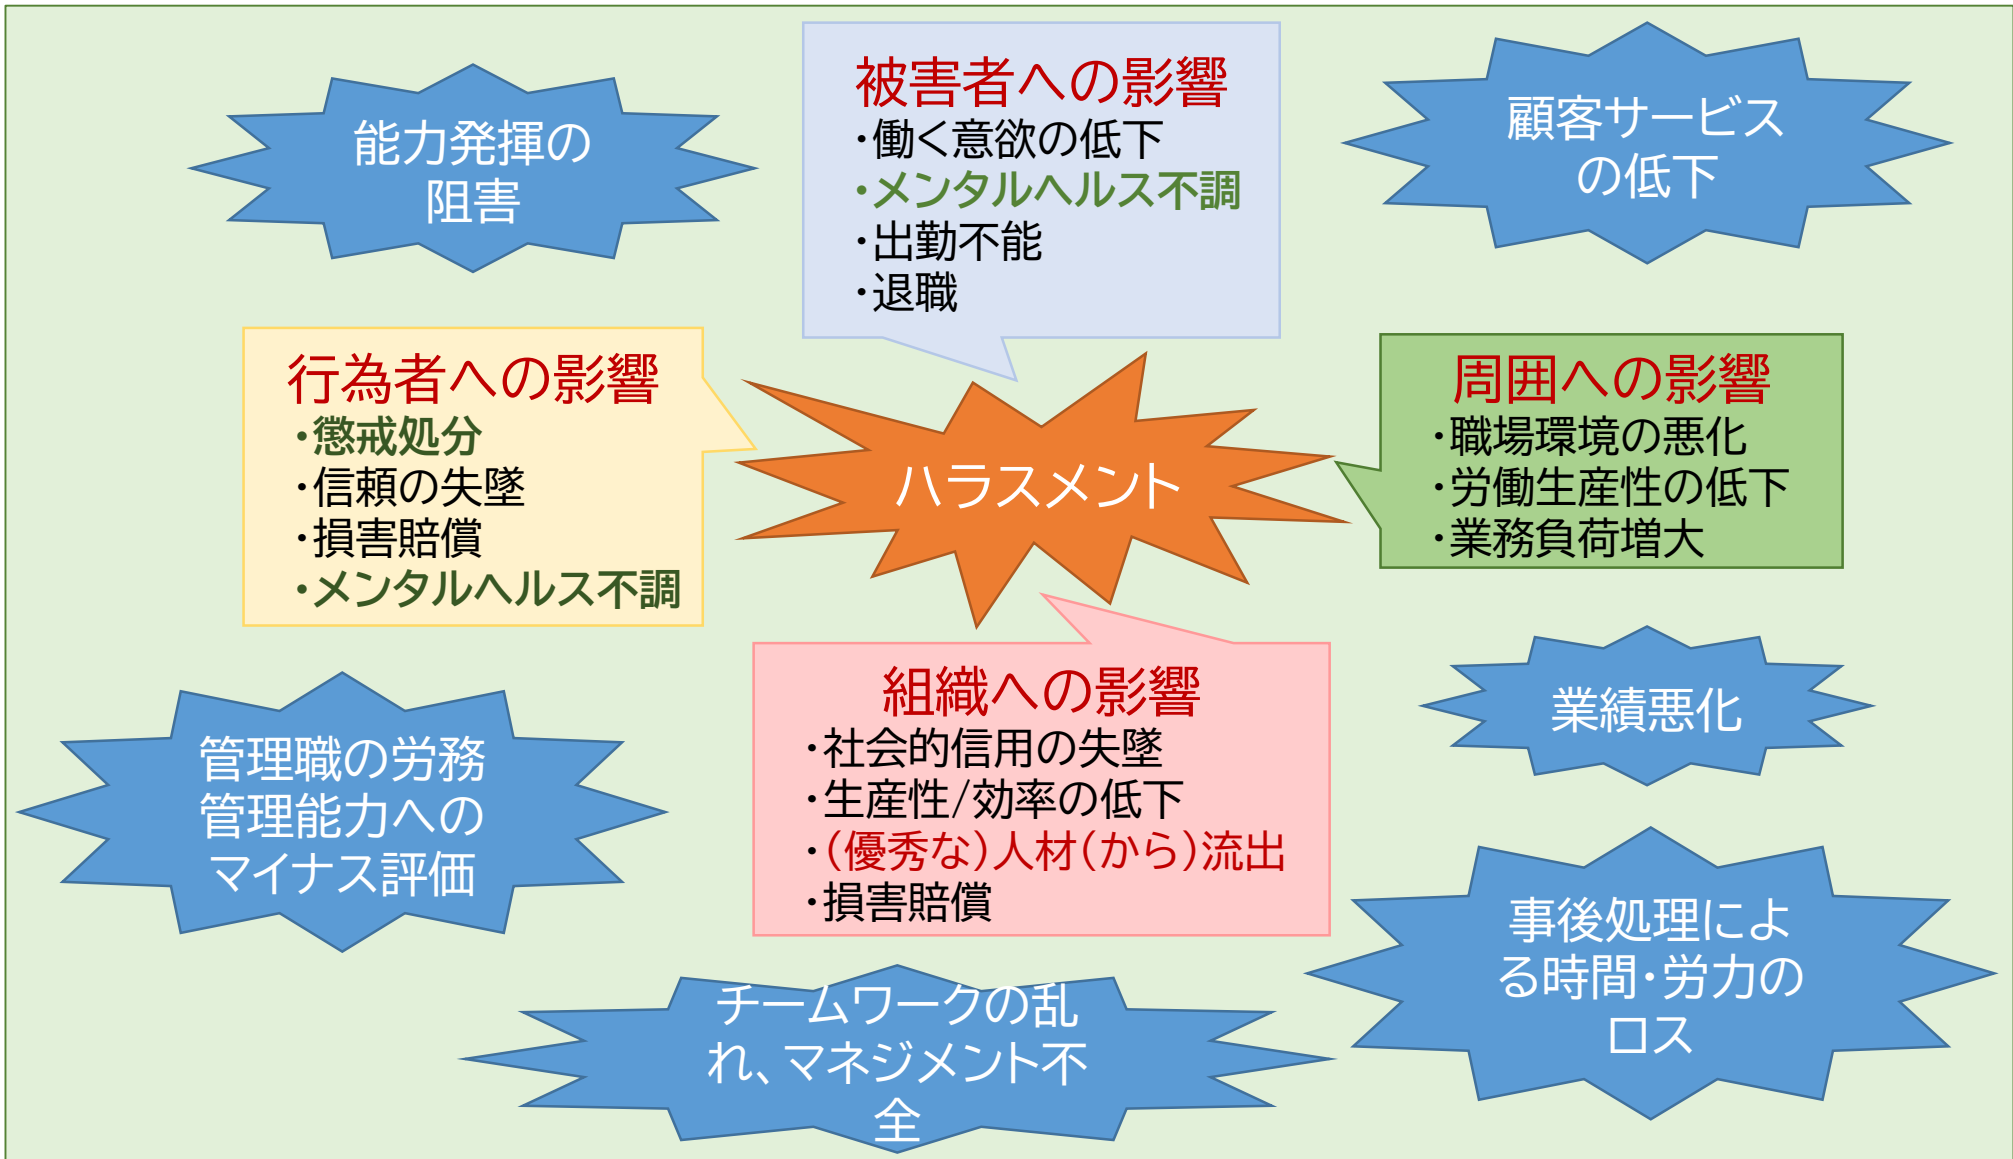 能力発揮の
阻害
被害者への影響
・働く意欲の低下
・メンタルヘルス不調
・出勤不能
・退職
顧客サービス
の低下
行為者への影響
・懲戒処分
・信頼の失墜
・損害賠償
・メンタルヘルス不調
ハラスメント
周囲への影響
・職場環境の悪化
・労働生産性の低下
・業務負荷増大
管理職の労務
管理能力への
マイナス評価
組織への影響
・社会的信用の失墜
・生産性/効率の低下
・(優秀な)人材(から)流出
・損害賠償
業績悪化
チームワークの乱
れ、マネジメント不
全
事後処理によ
る時間・労力の
ロス